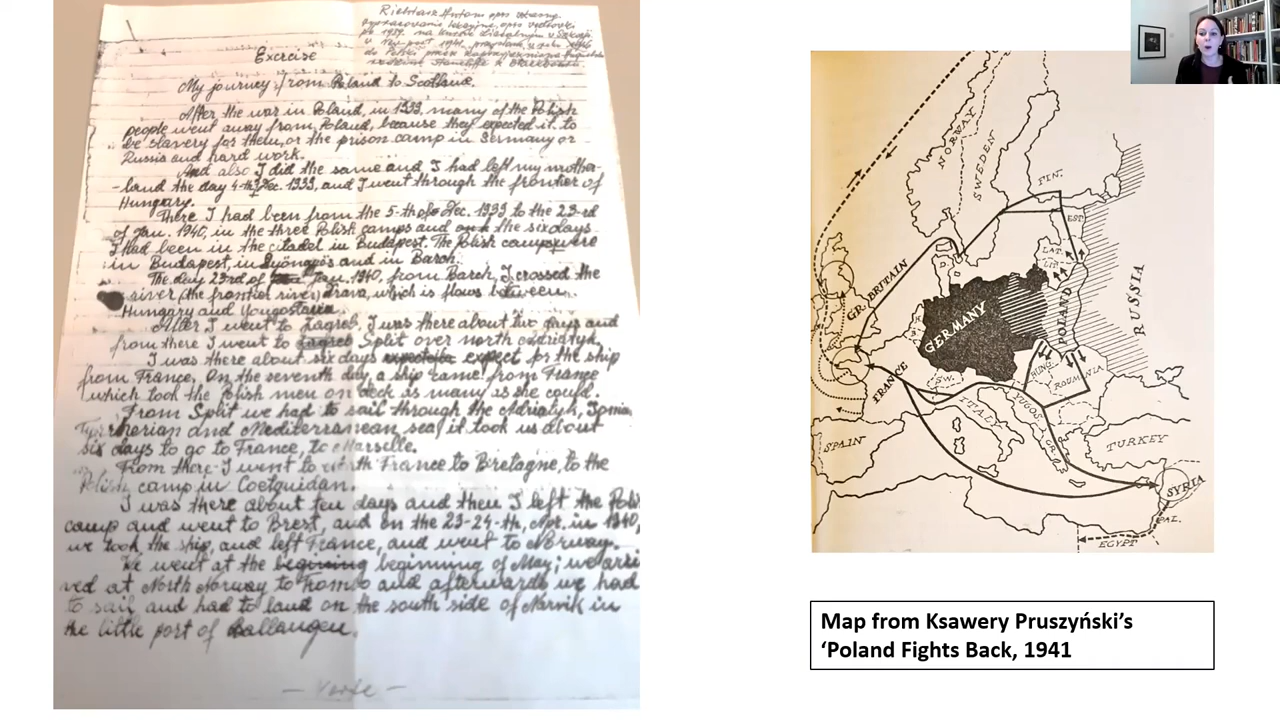 Exercise
My journey from Poland to Scotland.
After the war in Poland, in 1939, many of the Polish
people went away from Poland, because they expected it to
be slavery for them, or the prison camp in Germany or
Russia and hard work.
And also I did the same and I had left my mother-
-land the day 4-th Dec. 1939, and I went through the frontier of
Hungary.
There I had been from the 5-th of Dec. 1939 to the 23-rd
of Jan. 1940, in the three Polish camps and the six days
I had been in the citadel in Budapest. The Polish camps were
in Budapest, in Gyöngyös and in Barch.
The day 23rd of Jan. 1940, from Barch, I crossed the
river (the frontier river) Drava, which is flows between
Hungary and Yougoslavia.
After I went to Zagreb. I was there about two days and
from there I went to Split over north Adriatyk.
I was there about six days expect for the ship
from France. On the seventh day a ship came from France
which took the Polish men on deck as many as she could.
From Split we had to sail through the Adriatyk,
and Mediterranean sea, it took us about
six days to go to France, to Marselle.
From there I went to France to Bretagne, to the
Polish camp in Coetquidan.
I was there about ten days and then I left the
camp and went to Brest, and on the 23-24-th, Apr. in 1940,
we took the ship, and left France, and went to Norway.
We went at the beginning of May; we arri
ved at North Norway to Tromso and afterwards we had
to sail and had to land on the south side of Narvik in
the little port of Ballangen.
NORWAY
SWEDEN
FIN.
EST.
LAT.
LIT.
D.
GR. BRITAIN
GERMANY
POLAND
RUSSIA
FRANCE
SW.
HUNG.
ROUMANIA
ITALY
YUGOS.
GR.
SPAIN
TURKEY
SYRIA
PAL.
EGYPT
Map from Ksawery Pruszyński’s
‘Poland Fights Back, 1941